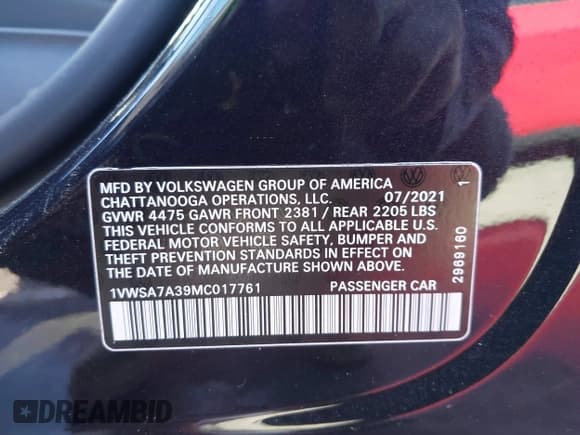 MFD BY VOLKSWAGEN GROUP OF AMERICA
CHATTANOOGA OPERATIONS, LLC. 07/2021
GVWR 4475 GAWR FRONT 2381 / REAR 2205 LBS
THIS VEHICLE CONFORMS TO ALL APPLICABLE U.S.
FEDERAL MOTOR VEHICLE SAFETY, BUMPER AND
THEFT PREVENTION STANDARDS IN EFFECT ON THE
DATE OF MANUFACTURE SHOWN ABOVE.
1VWSA7A39MC017761 PASSENGER CAR
2969160
1
DREAMBID